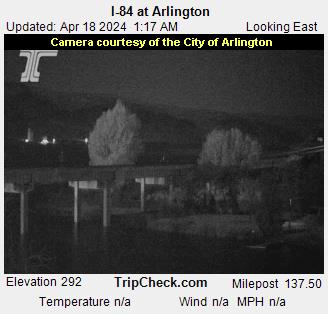 I-84 at Arlington
Updated: Apr 18 2024 1:17 AM Looking East
Camera courtesy of the City of Arlington
Elevation 292 TripCheck.com Milepost 137.50
Temperature n/a Wind n/a MPH n/a